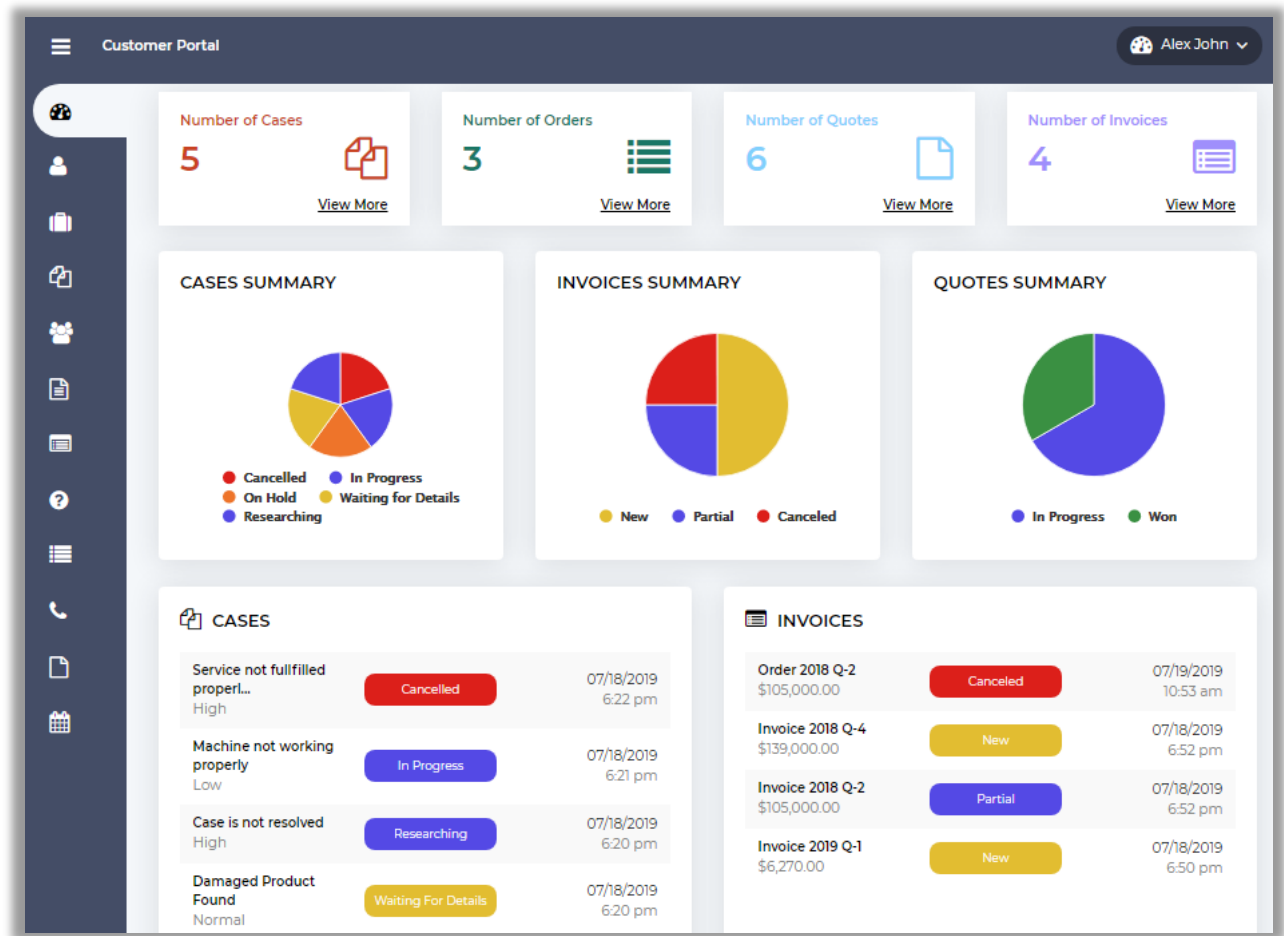 Customer Portal
Alex John
Number of Cases
5
View More
Number of Orders
3
View More
Number of Quotes
6
View More
Number of Invoices
4
View More
CASES SUMMARY
Cancelled In Progress
On Hold Waiting for Details
Researching
INVOICES SUMMARY
New Partial Canceled
QUOTES SUMMARY
In Progress Won
CASES
Service not fullfilled
properl...
High
Cancelled
07/18/2019
6:22 pm
Machine not working
properly
Low
In Progress
07/18/2019
6:21 pm
Case is not resolved
High
Researching
07/18/2019
6:20 pm
Damaged Product
Found
Normal
Waiting For Details
07/18/2019
6:20 pm
INVOICES
Order 2018 Q-2
$105,000.00
Canceled
07/19/2019
10:53 am
Invoice 2018 Q-4
$139,000.00
New
07/18/2019
6:52 pm
Invoice 2018 Q-2
$105,000.00
Partial
07/18/2019
6:52 pm
Invoice 2019 Q-1
$6,270.00
New
07/18/2019
6:50 pm